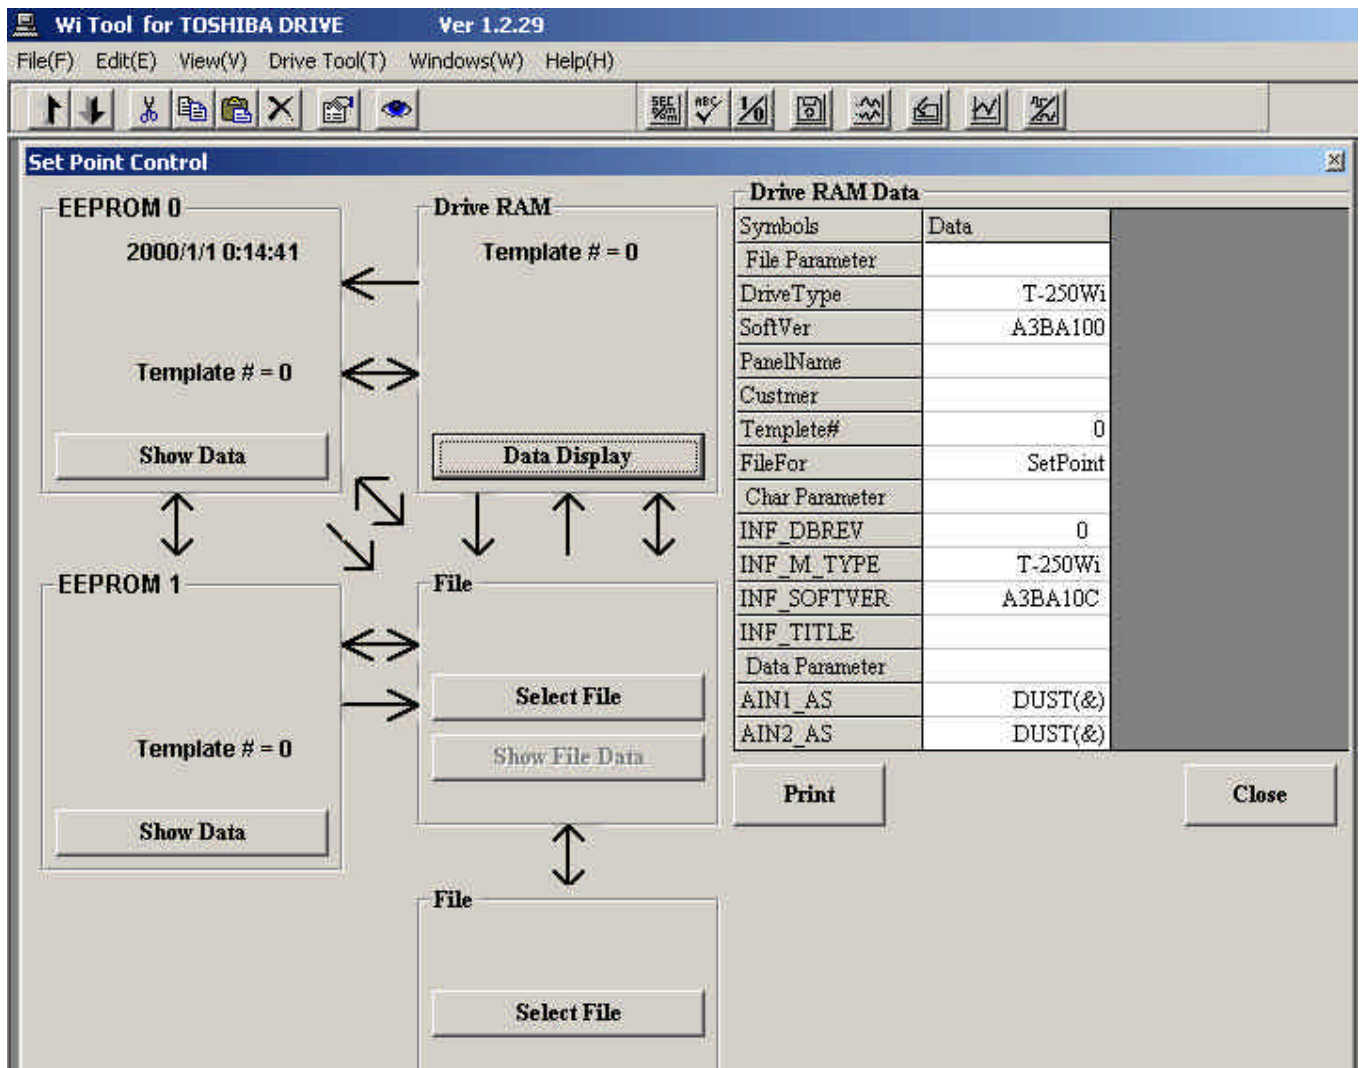 Wi Tool for TOSHIBA DRIVE Ver 1.2.29
File(F) Edit(E) View(V) Drive Tool(T) Windows(W) Help(H)
ABC 1/0
Set Point Control
EEPROM 0
2000/1/1 0:14:41
Template # = 0
Show Data
Drive RAM
Template # = 0
Data Display
EEPROM 1
Template # = 0
Show Data
File
Select File
Show File Data
File
Select File
Drive RAM Data
Symbols Data
File Parameter
DriveType T-250Wi
SoftVer A3BA100
PanelName
Custmer
Templete# 0
FileFor SetPoint
Char Parameter
INF_DBREV 0
INF_M_TYPE T-250Wi
INF_SOFTVER A3BA10C
INF_TITLE
Data Parameter
AIN1_AS DUST(&)
AIN2_AS DUST(&)
Print Close